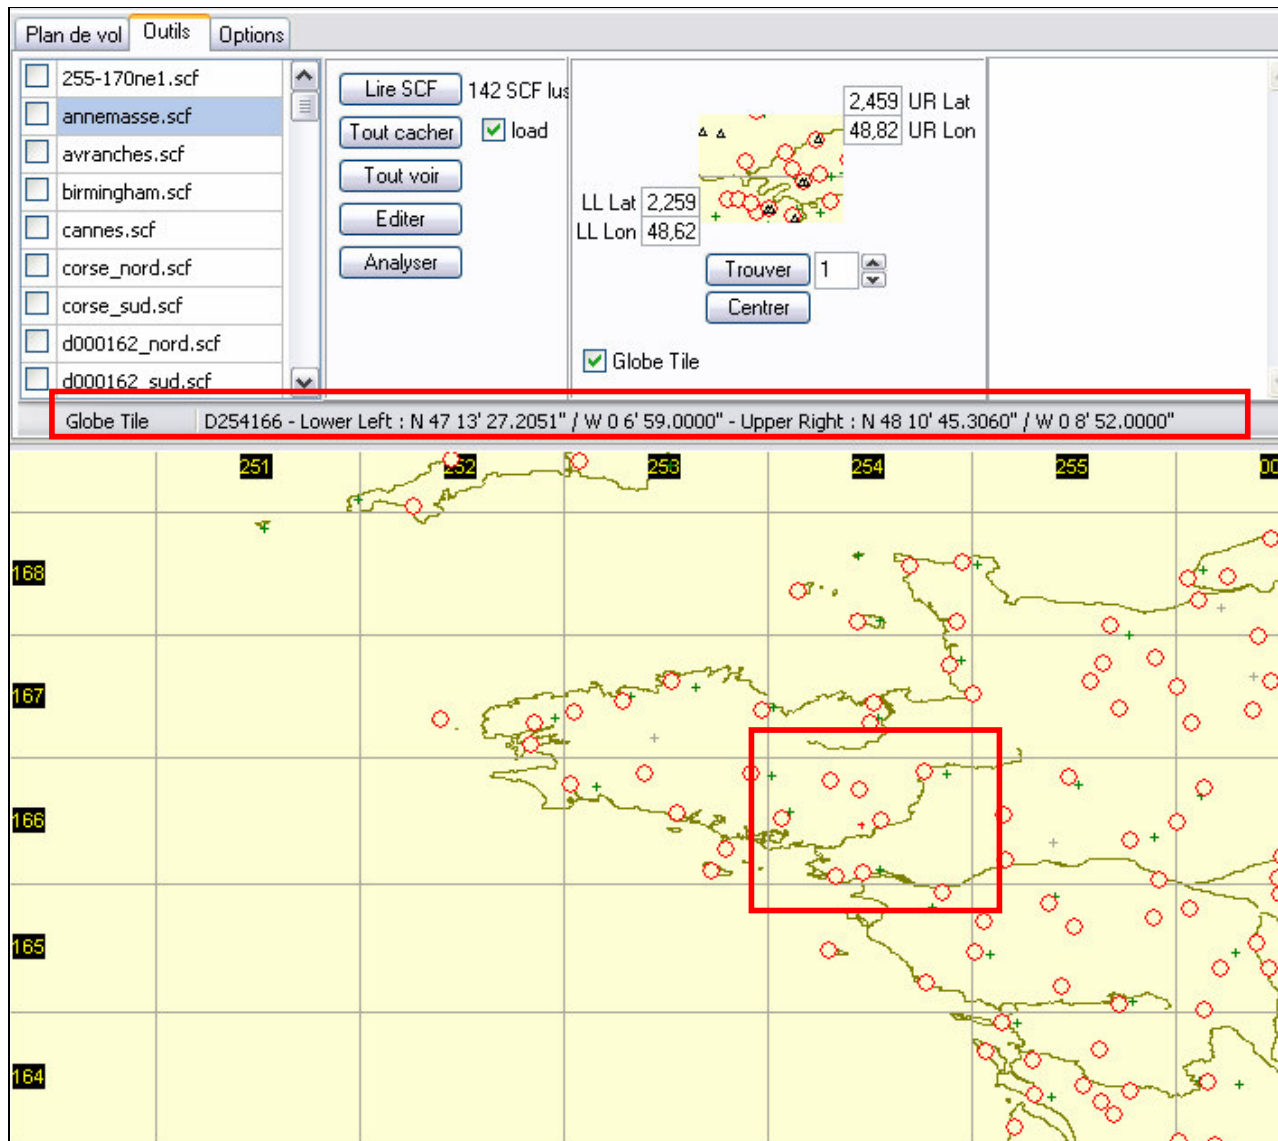 Plan de vol Outils Options
255-170ne1.scf
annemasse.scf
avranches.scf
birmingham.scf
cannes.scf
corse_nord.scf
corse_sud.scf
d000162_nord.scf
d000162_sud.scf
Lire SCF 142 SCF lus
Tout cacher load
Tout voir
Editer
Analyser
2,459 UR Lat
48,82 UR Lon
LL Lat 2,259
LL Lon 48,62
Trouver 1
Centrer
Globe Tile
Globe Tile D254166 - Lower Left : N 47 13' 27.2051" / W 0 6' 59.0000" - Upper Right : N 48 10' 45.3060" / W 0 8' 52.0000"
251 252 253 254 255 00
168
167
166
165
164